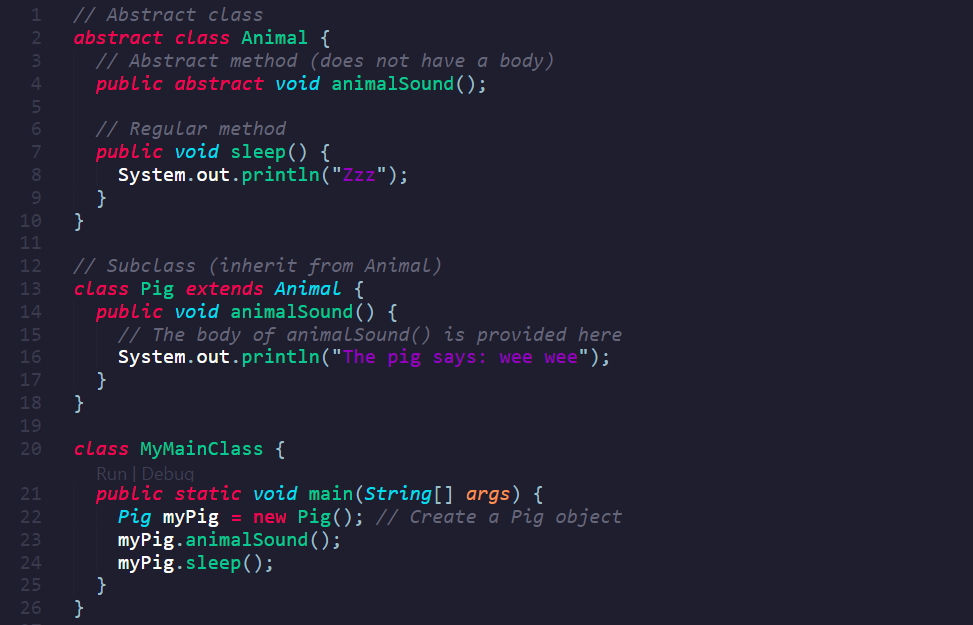 1 // Abstract class
2 abstract class Animal {
3   // Abstract method (does not have a body)
4   public abstract void animalSound();
5
6   // Regular method
7   public void sleep() {
8     System.out.println("Zzz");
9   }
10 }
11
12 // Subclass (inherit from Animal)
13 class Pig extends Animal {
14   public void animalSound() {
15     // The body of animalSound() is provided here
16     System.out.println("The pig says: wee wee");
17   }
18 }
19
20 class MyMainClass {
Run | Debug
21   public static void main(String[] args) {
22     Pig myPig = new Pig(); // Create a Pig object
23     myPig.animalSound();
24     myPig.sleep();
25   }
26 }